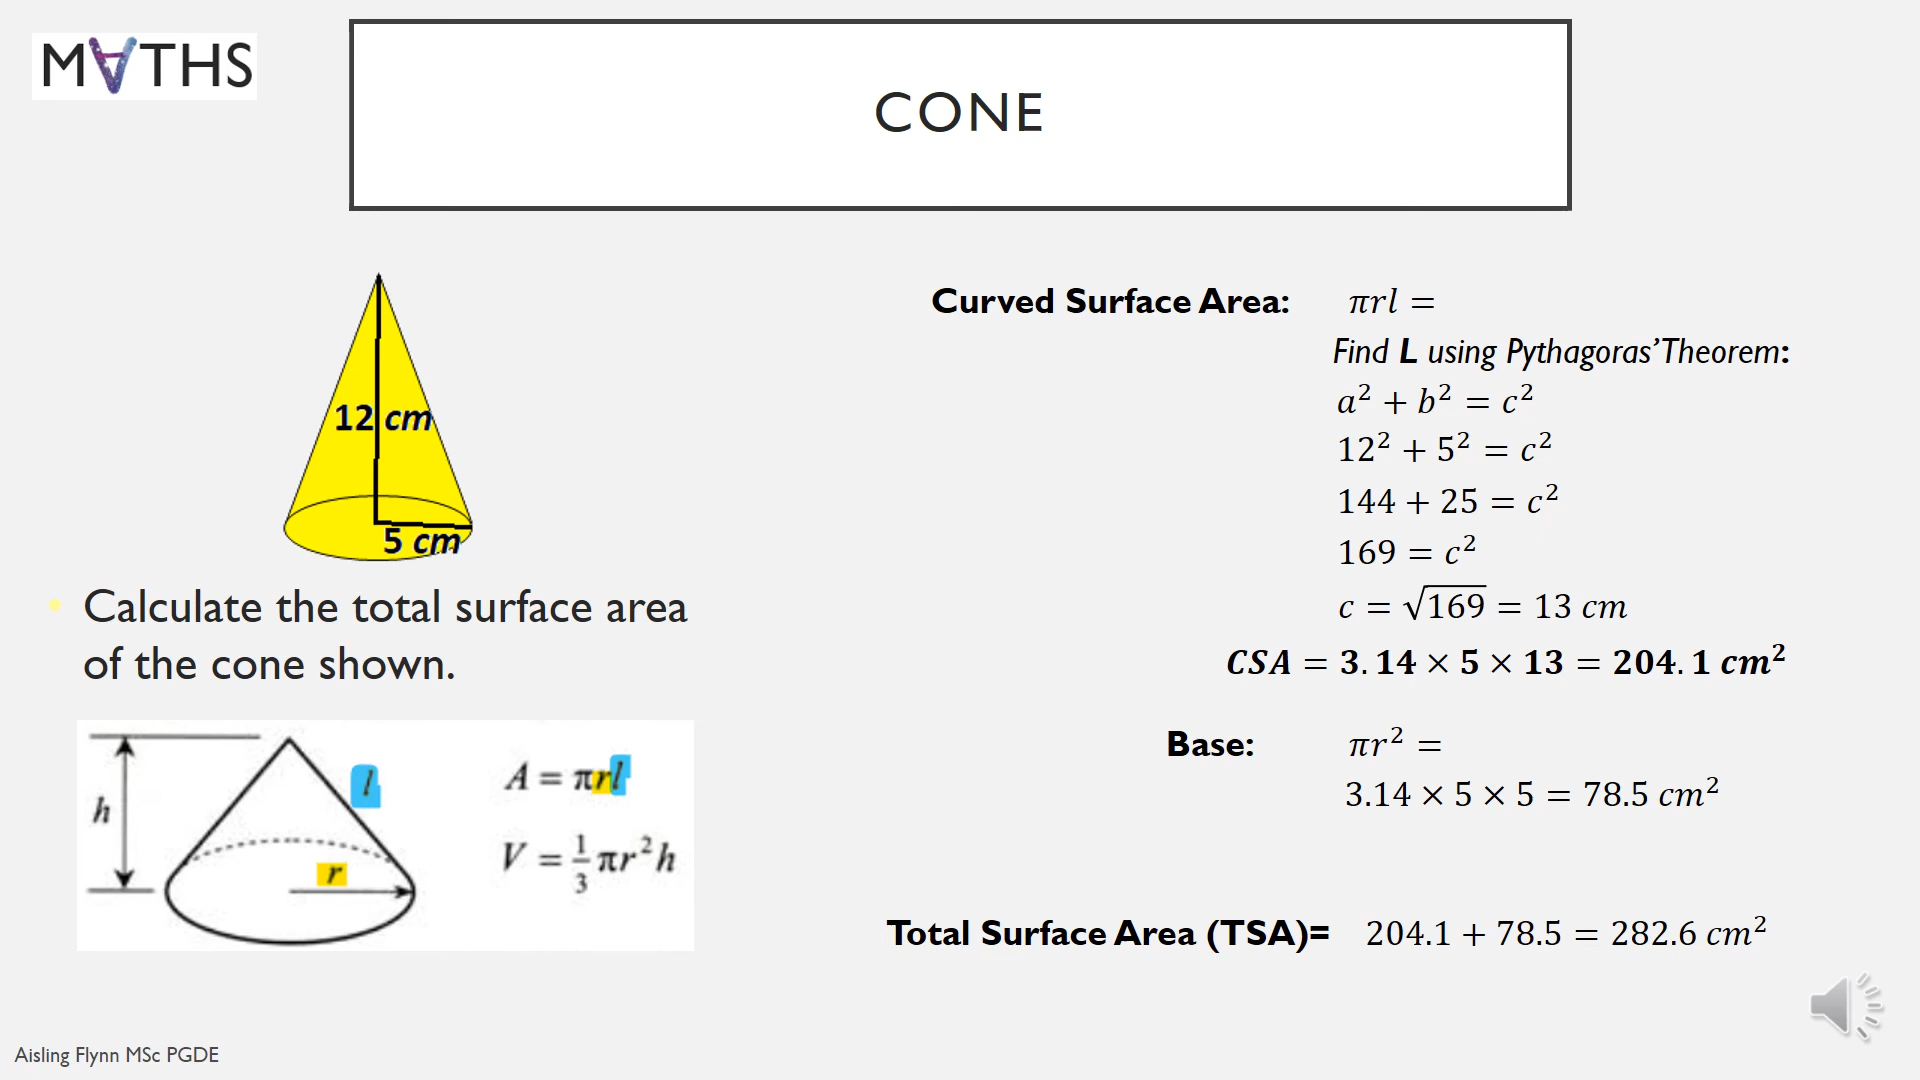 M∀THS
CONE
12 cm
5 cm
• Calculate the total surface area
of the cone shown.
h
l
r
A = πrl
V = 1/3 πr²h
Curved Surface Area: πrl =
Find L using Pythagoras' Theorem:
a² + b² = c²
12² + 5² = c²
144 + 25 = c²
169 = c²
c = √169 = 13 cm
CSA = 3.14 × 5 × 13 = 204.1 cm²
Base: πr² =
3.14 × 5 × 5 = 78.5 cm²
Total Surface Area (TSA)= 204.1 + 78.5 = 282.6 cm²
Aisling Flynn MSc PGDE